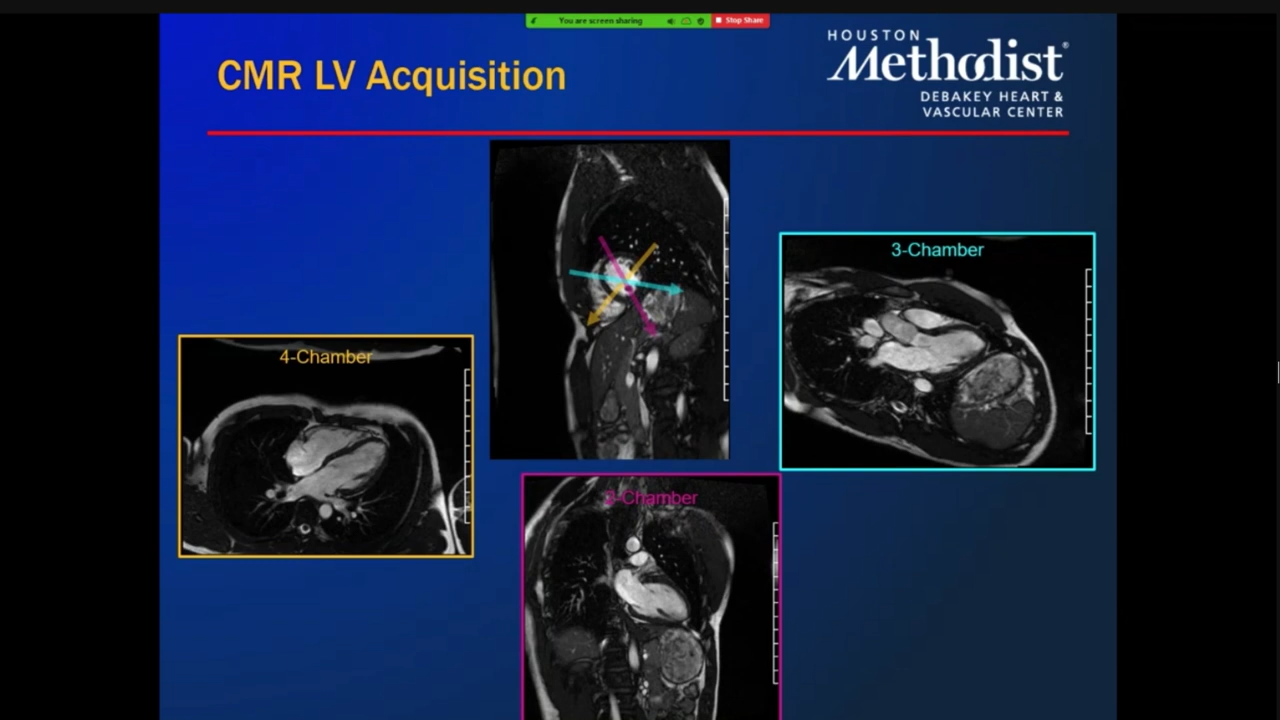 You are screen sharing
Stop Share
CMR LV Acquisition
HOUSTON
Methodist®
DEBAKEY HEART &
VASCULAR CENTER
3-Chamber
4-Chamber
2-Chamber